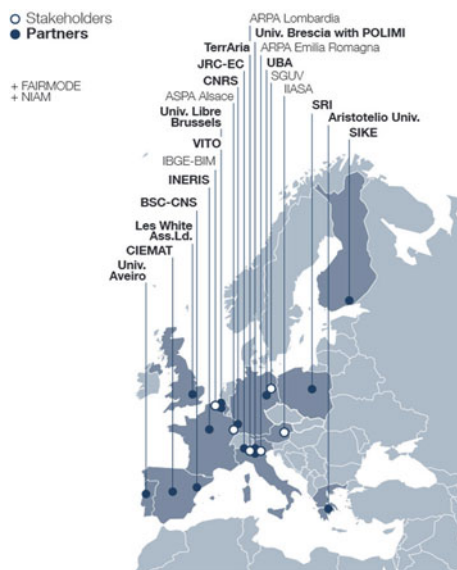 Stakeholders
Partners
+ FAIRMODE
+ NIAM
ARPA Lombardia
Univ. Brescia with POLIMI
TerrAria
ARPA Emilia Romagna
JRC-EC
UBA
CNRS
SGUV
ASPA Alsace
IIASA
Univ. Libre
Brussels
SRI
Aristotelio Univ.
VITO
SIKE
IBGE-BIM
INERIS
BSC-CNS
Les White
Ass.Ld.
CIEMAT
Univ.
Aveiro